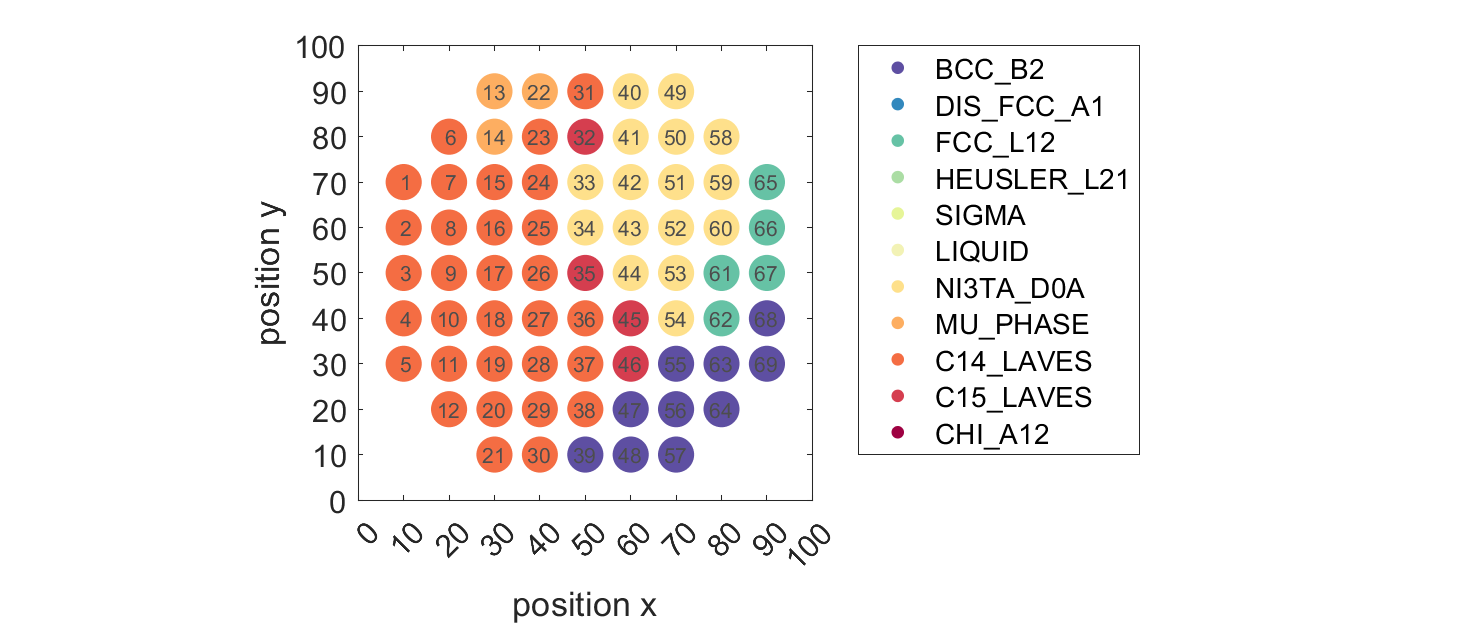 100
90
80
70
60
50
40
30
20
10
0
position y
13 22 31 40 49
6 14 23 32 41 50 58
1 7 15 24 33 42 51 59 65
2 8 16 25 34 43 52 60 66
3 9 17 26 35 44 53 61 67
4 10 18 27 36 45 54 62 68
5 11 19 28 37 46 55 63 69
12 20 29 38 47 56 64
21 30 39 48 57
0 10 20 30 40 50 60 70 80 90 100
position x
BCC_B2
DIS_FCC_A1
FCC_L12
HEUSLER_L21
SIGMA
LIQUID
NI3TA_D0A
MU_PHASE
C14_LAVES
C15_LAVES
CHI_A12